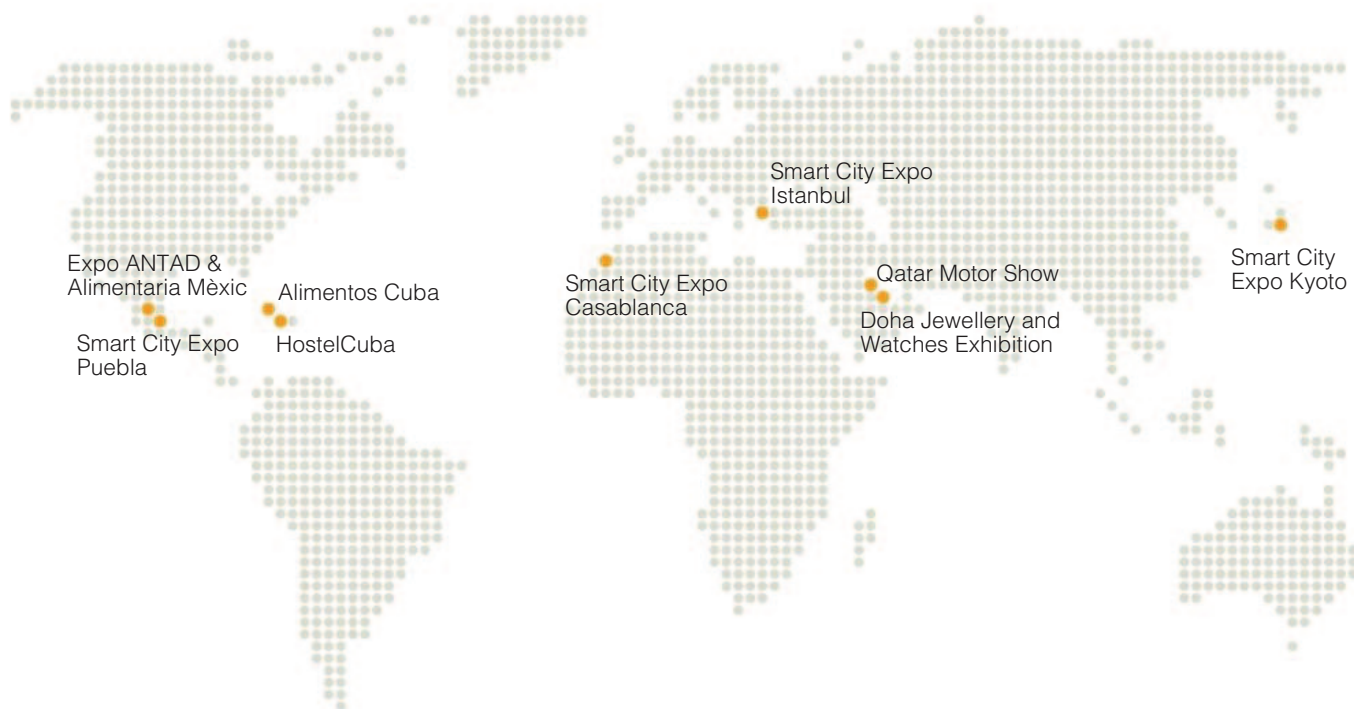 Smart City Expo
Istanbul
Expo ANTAD &
Alimentaria Mèxic
Alimentos Cuba
Smart City Expo
Puebla
HostelCuba
Smart City Expo
Casablanca
Qatar Motor Show
Doha Jewellery and
Watches Exhibition
Smart City
Expo Kyoto